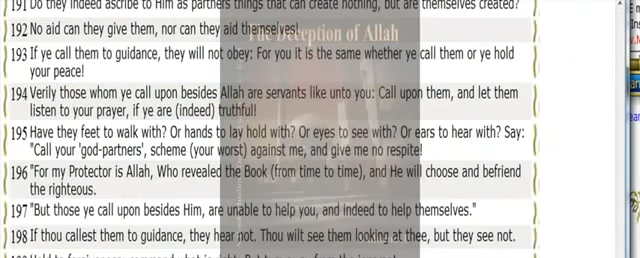 191 Do they indeed ascribe to Him as partners things that can create nothing, but are themselves created?
192 No aid can they give them, nor can they aid themselves!
The Deception of Allah
193 If ye call them to guidance, they will not obey: For you it is the same whether ye call them or ye hold
your peace!
194 Verily those whom ye call upon besides Allah are servants like unto you: Call upon them, and let them
listen to your prayer, if ye are (indeed) truthful!
195 Have they feet to walk with? Or hands to lay hold with? Or eyes to see with? Or ears to hear with? Say:
"Call your 'god-partners', scheme (your worst) against me, and give me no respite!
196 "For my Protector is Allah, Who revealed the Book (from time to time), and He will choose and befriend
the righteous.
197 "But those ye call upon besides Him, are unable to help you, and indeed to help themselves."
198 If thou callest them to guidance, they hear not. Thou wilt see them looking at thee, but they see not.